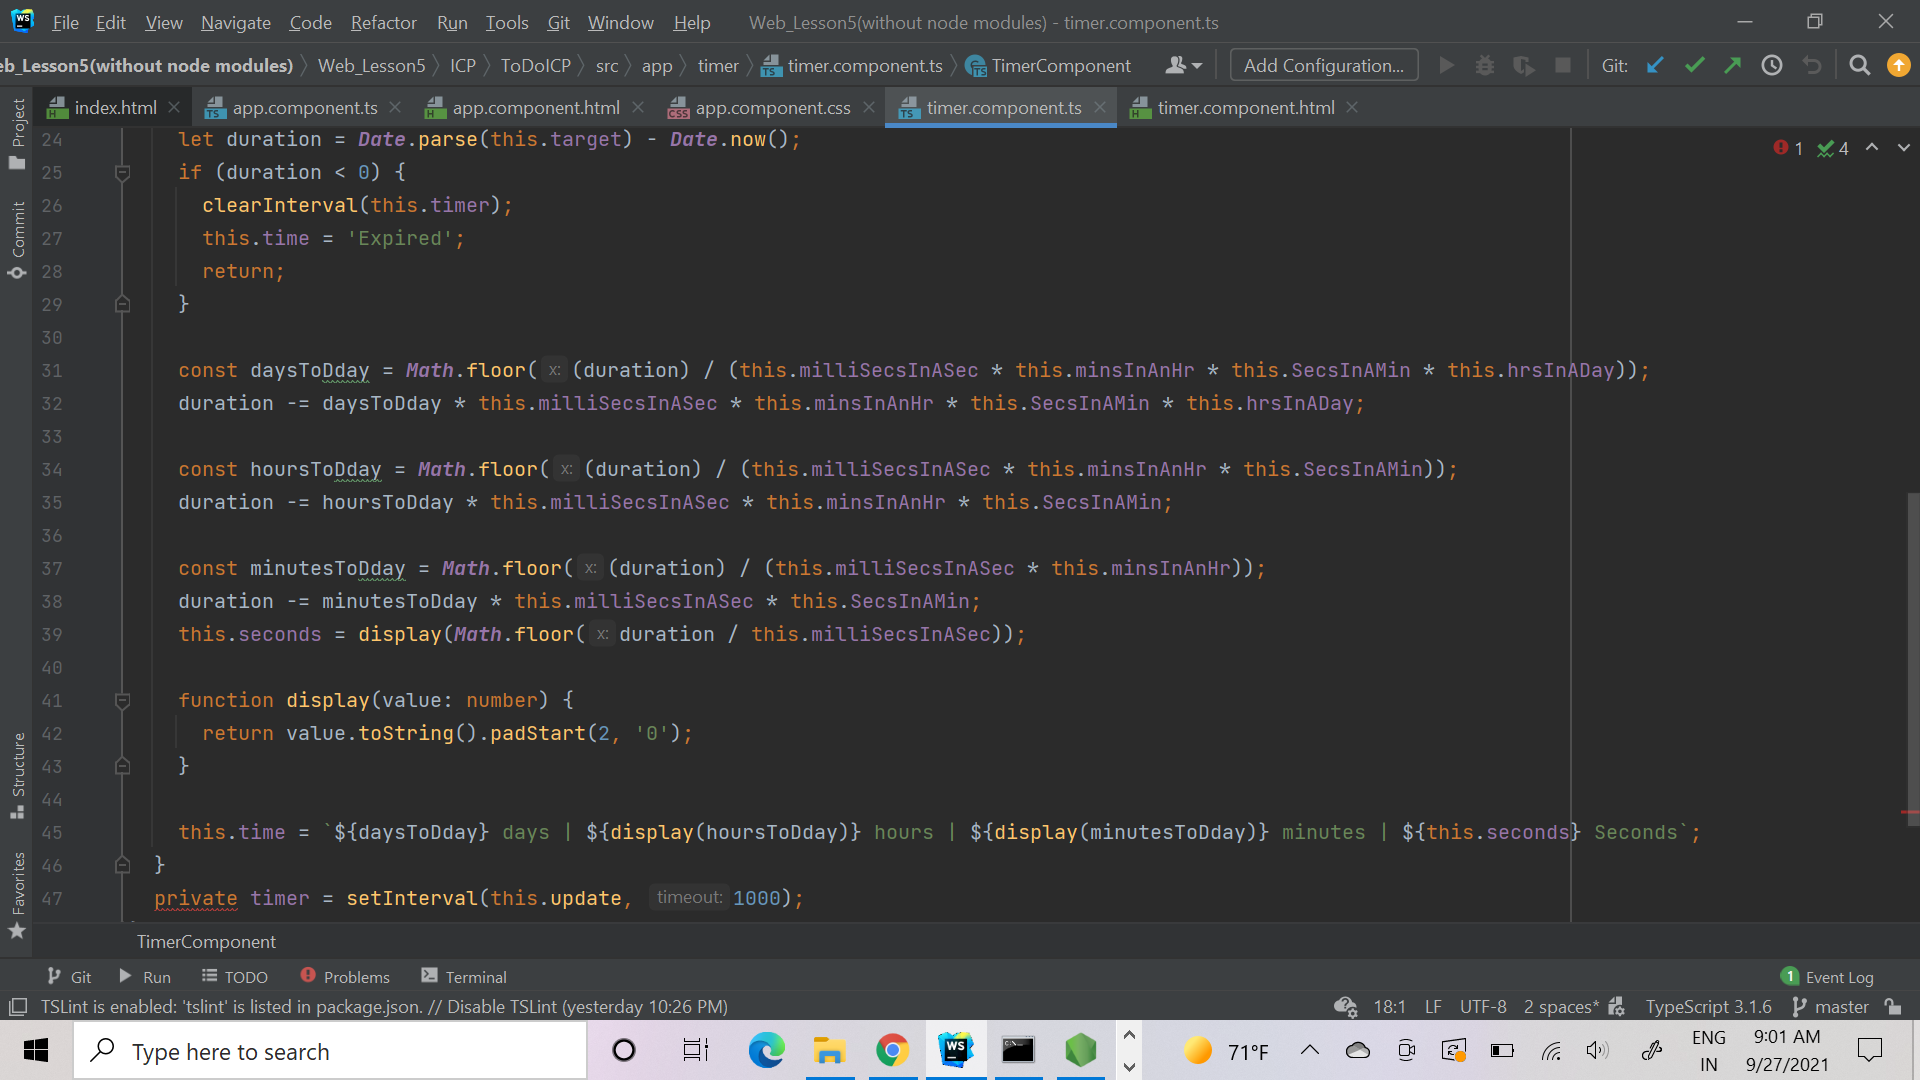 File Edit View Navigate Code Refactor Run Tools Git Window Help Web_Lesson5(without node modules) - timer.component.ts
eb_Lesson5(without node modules) Web_Lesson5 ICP ToDoICP src app timer timer.component.ts TimerComponent Add Configuration... Git:
index.html app.component.ts app.component.html app.component.css timer.component.ts timer.component.html
Project
Commit
Structure
Favorites
1 4
24 let duration = Date.parse(this.target) - Date.now();
25 if (duration < 0) {
26 clearInterval(this.timer);
27 this.time = 'Expired';
28 return;
29 }
30
31 const daysToDday = Math.floor( x: (duration) / (this.milliSecsInASec * this.minsInAnHr * this.SecsInAMin * this.hrsInADay));
32 duration -= daysToDday * this.milliSecsInASec * this.minsInAnHr * this.SecsInAMin * this.hrsInADay;
33
34 const hoursToDday = Math.floor( x: (duration) / (this.milliSecsInASec * this.minsInAnHr * this.SecsInAMin));
35 duration -= hoursToDday * this.milliSecsInASec * this.minsInAnHr * this.SecsInAMin;
36
37 const minutesToDday = Math.floor( x: (duration) / (this.milliSecsInASec * this.minsInAnHr));
38 duration -= minutesToDday * this.milliSecsInASec * this.SecsInAMin;
39 this.seconds = display(Math.floor( x: duration / this.milliSecsInASec));
40
41 function display(value: number) {
42 return value.toString().padStart(2, '0');
43 }
44
45 this.time = `${daysToDday} days | ${display(hoursToDday)} hours | ${display(minutesToDday)} minutes | ${this.seconds} Seconds`;
46 }
47 private timer = setInterval(this.update, timeout: 1000);
TimerComponent
Git Run TODO Problems Terminal 1 Event Log
TSLint is enabled: 'tslint' is listed in package.json. // Disable TSLint (yesterday 10:26 PM) 18:1 LF UTF-8 2 spaces* TypeScript 3.1.6 master
Type here to search 71°F ENG 9:01 AM
IN 9/27/2021